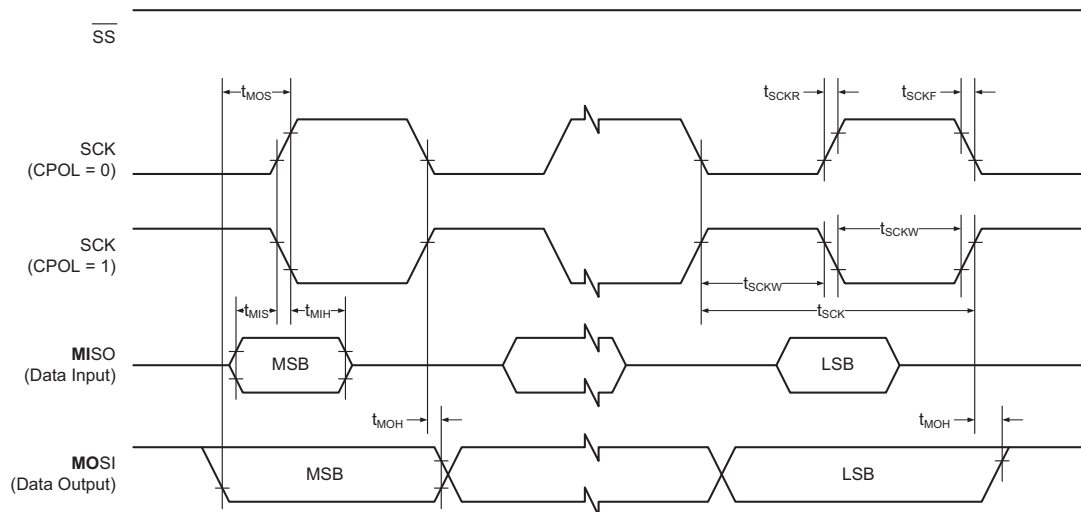 SS
tMOS
tSCKR
tSCKF
SCK
(CPOL = 0)
SCK
(CPOL = 1)
tSCKW
tSCKW
tSCK
tMIS
tMIH
MISO
(Data Input)
MSB
LSB
tMOH
tMOH
MOSI
(Data Output)
MSB
LSB